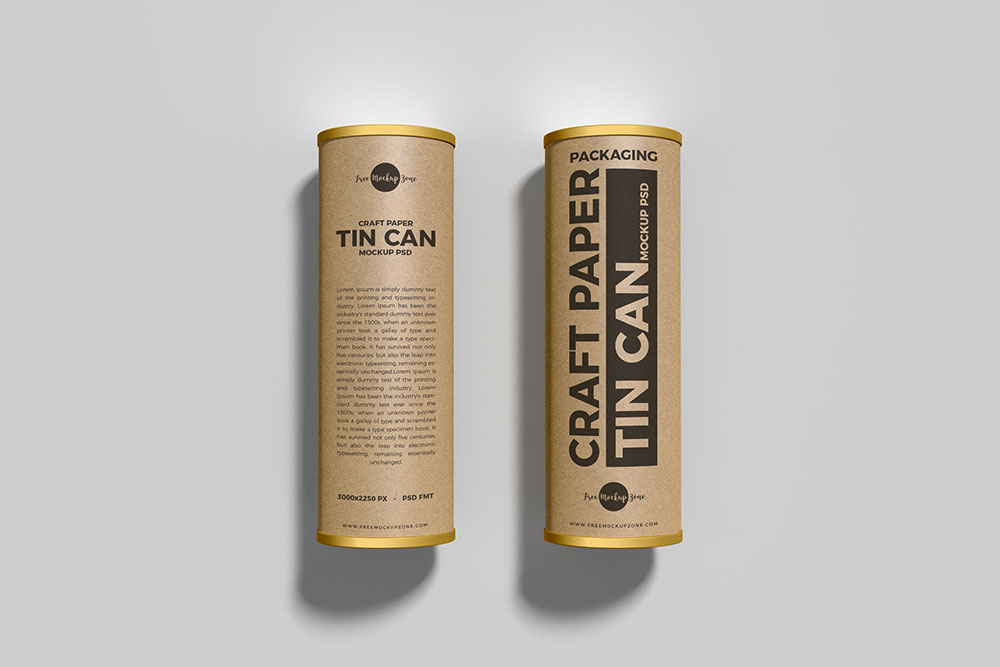 Free Mockup Zone
CRAFT PAPER
TIN CAN
MOCKUP PSD
Lorem Ipsum is simply dummy text
of the printing and typesetting in-
dustry. Lorem Ipsum has been the
industry's standard dummy text ever
since the 1500s, when an unknown
printer took a galley of type and
scrambled it to make a type speci-
men book. It has survived not only
five centuries, but also the leap into
electronic typesetting, remaining es-
sentially unchanged.Lorem Ipsum is
simply dummy text of the printing
and typesetting industry. Lorem
Ipsum has been the industry's stan-
dard dummy text ever since the
1500s, when an unknown printer
took a galley of type and scrambled
it to make a type specimen book. It
has survived not only five centuries,
but also the leap into electronic
typesetting, remaining essentially
unchanged.
3000x2250 PX - PSD FMT
WWW.FREEMOCKUPZONE.COM
PACKAGING
CRAFT PAPER
TIN CAN
MOCKUP PSD
Free Mockup Zone
WWW.FREEMOCKUPZONE.COM